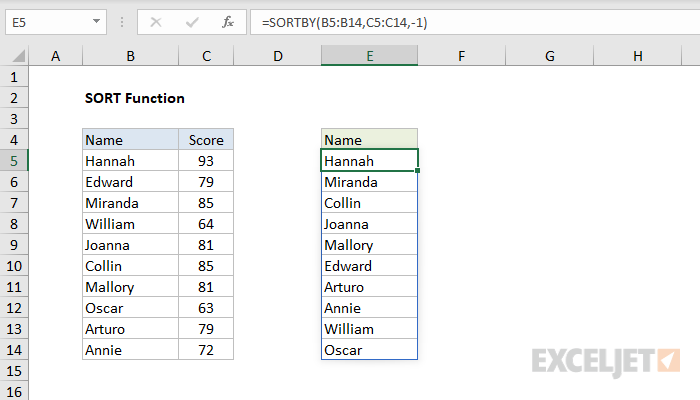 E5 fx =SORTBY(B5:B14,C5:C14,-1)
A B C D E F G H
1
2 SORT Function
3
4 Name Score Name
5 Hannah 93 Hannah
6 Edward 79 Miranda
7 Miranda 85 Collin
8 William 64 Joanna
9 Joanna 81 Mallory
10 Collin 85 Edward
11 Mallory 81 Arturo
12 Oscar 63 Annie
13 Arturo 79 William
14 Annie 72 Oscar
15
16
EXCELJET